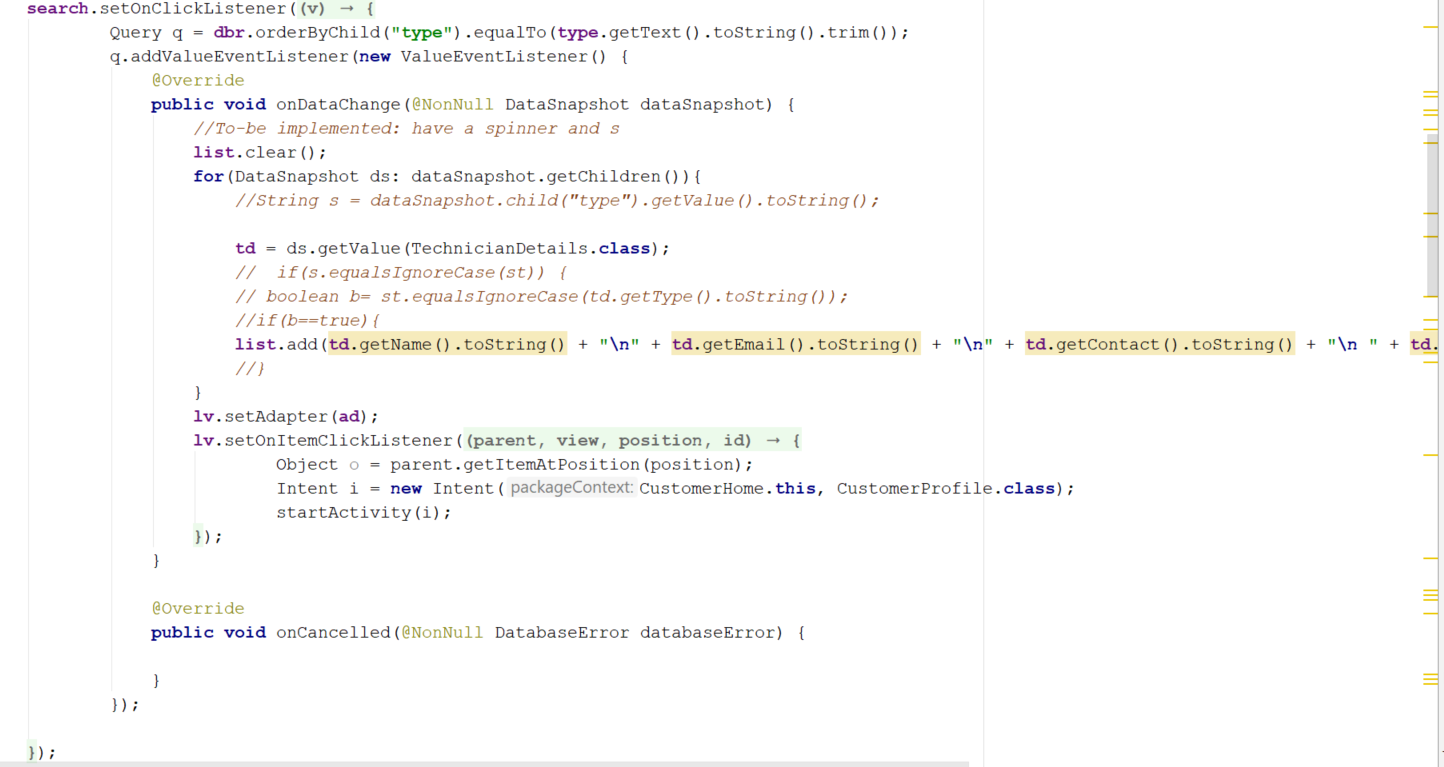 search.setOnClickListener((v) → {
Query q = dbr.orderByChild("type").equalTo(type.getText().toString().trim());
q.addValueEventListener(new ValueEventListener() {
@Override
public void onDataChange(@NonNull DataSnapshot dataSnapshot) {
//To-be implemented: have a spinner and s
list.clear();
for(DataSnapshot ds: dataSnapshot.getChildren()){
//String s = dataSnapshot.child("type").getValue().toString();
td = ds.getValue(TechnicianDetails.class);
//  if(s.equalsIgnoreCase(st)) {
// boolean b= st.equalsIgnoreCase(td.getType().toString());
//if(b==true){
list.add(td.getName().toString() + "\n" + td.getEmail().toString() + "\n" + td.getContact().toString() + "\n " + td.
//}
}
lv.setAdapter(ad);
lv.setOnItemClickListener((parent, view, position, id) → {
Object o = parent.getItemAtPosition(position);
Intent i = new Intent( packageContext: CustomerHome.this, CustomerProfile.class);
startActivity(i);
});
}
@Override
public void onCancelled(@NonNull DatabaseError databaseError) {
}
});
});